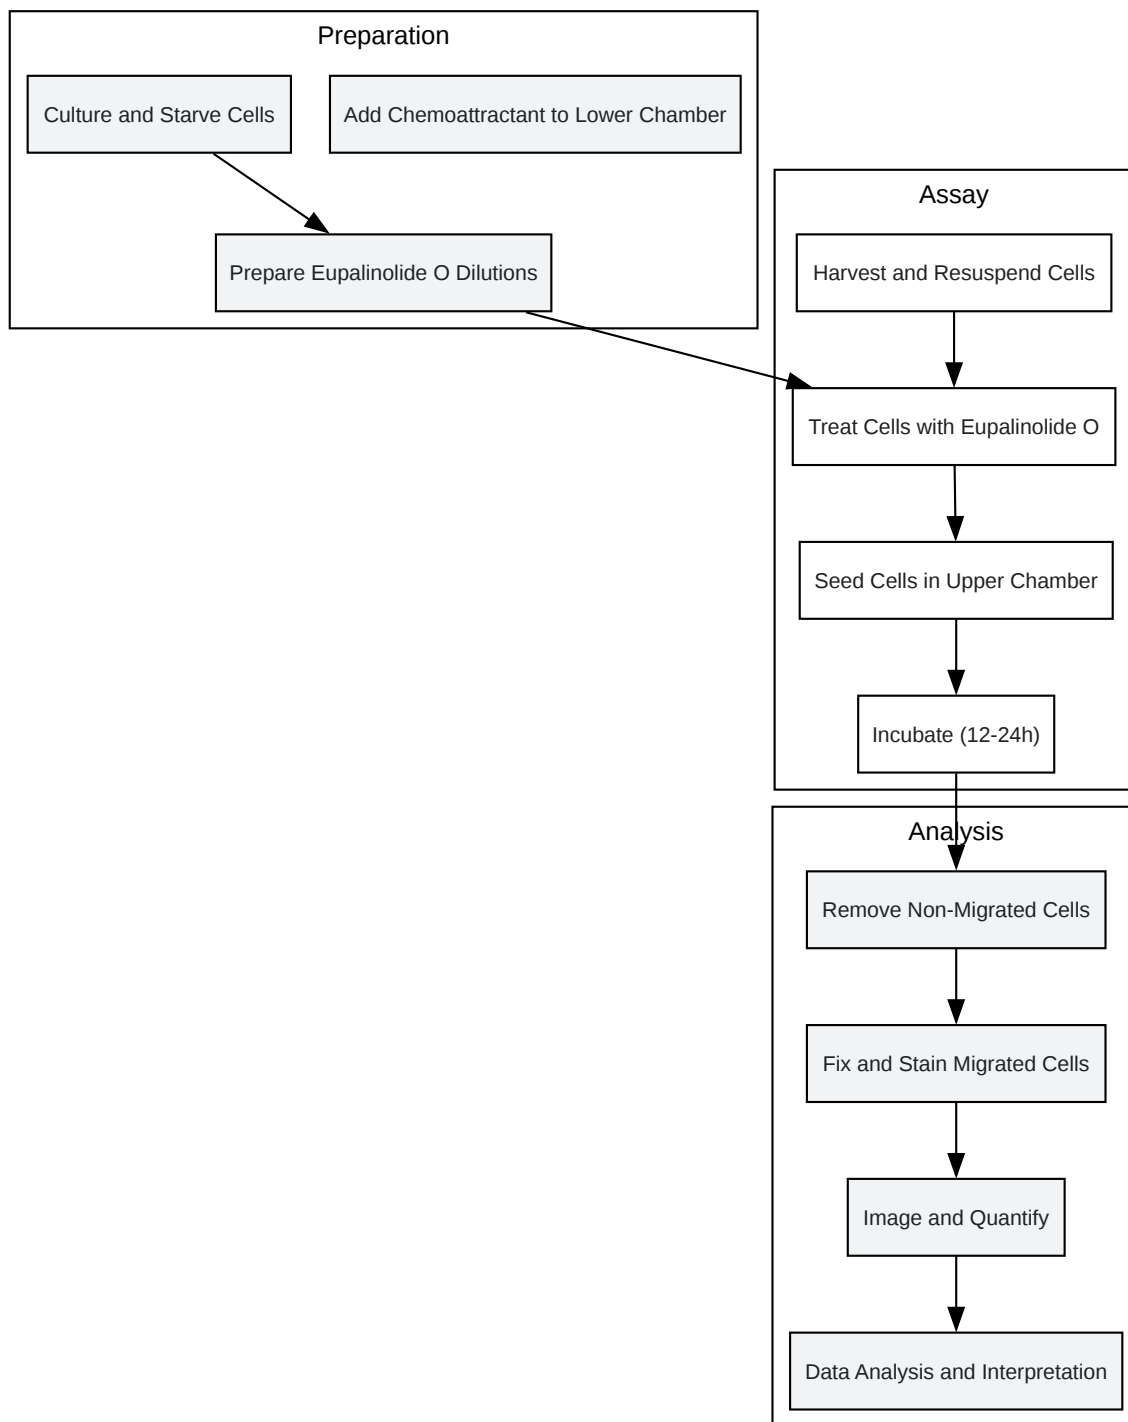 Preparation
Culture and Starve Cells
Add Chemoattractant to Lower Chamber
Prepare Eupalinolide O Dilutions
Assay
Harvest and Resuspend Cells
Treat Cells with Eupalinolide O
Seed Cells in Upper Chamber
Incubate (12-24h)
Analysis
Remove Non-Migrated Cells
Fix and Stain Migrated Cells
Image and Quantify
Data Analysis and Interpretation